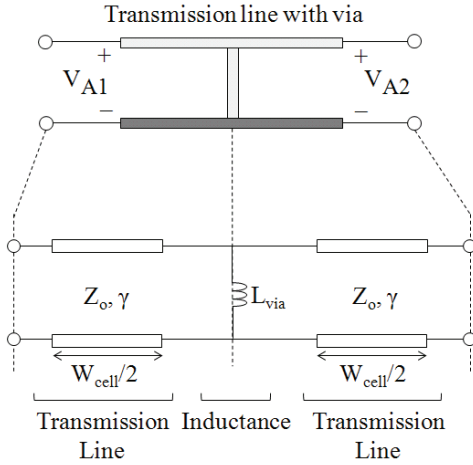 Transmission line with via
+ +
V_A1 V_A2
− −
Z_o, γ L_via Z_o, γ
W_cell/2 W_cell/2
Transmission Inductance Transmission
Line Line